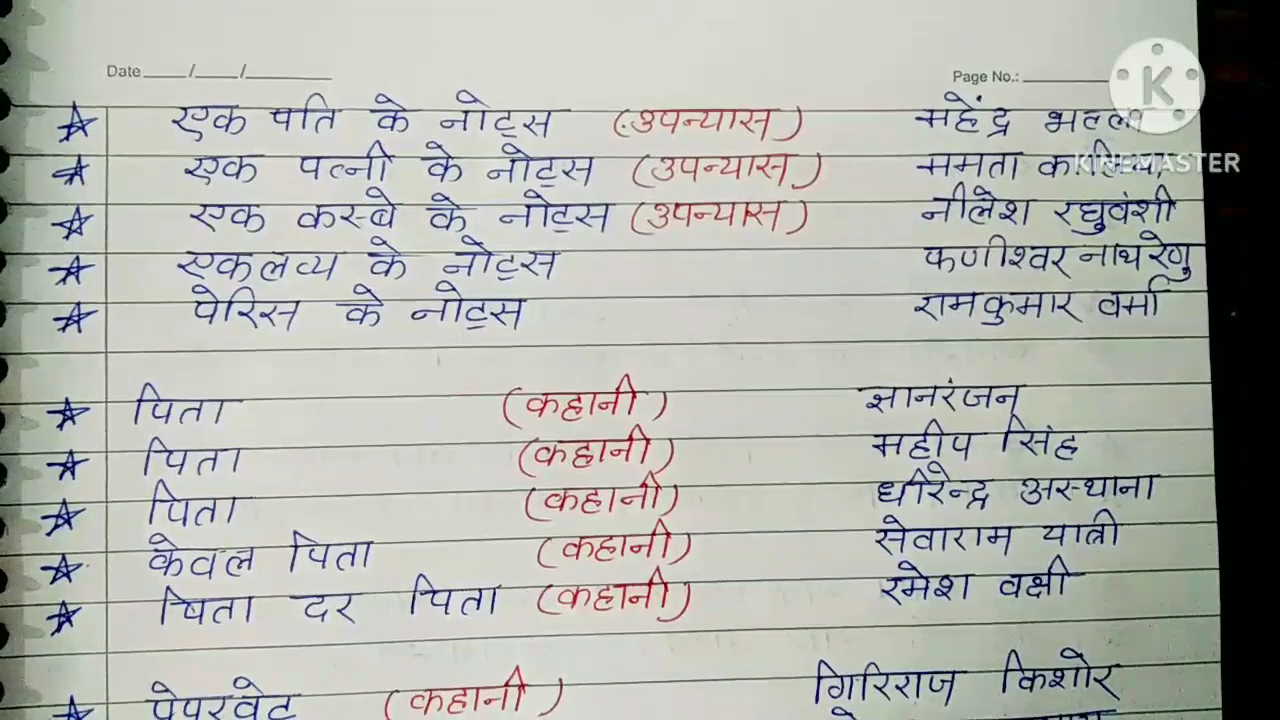 Date ___/___/______ Page No.: ________
K
KINEMASTER
एक पति के नोट्स (उपन्यास) महेंद्र भल्ला
एक पत्नी के नोट्स (उपन्यास) ममता
एक कस्बे के नोट्स (उपन्यास) नीलेश रघुवंशी
एकलव्य के नोट्स फणीश्वर नाथ रेणु
पेरिस के नोट्स रामकुमार वर्मा
पिता (कहानी) ज्ञानरंजन
पिता (कहानी) महीप सिंह
पिता (कहानी) धीरेन्द्र अस्थाना
केवल पिता (कहानी) सेवाराम यात्री
पिता दर पिता (कहानी) रमेश वक्षी
पेपरवेट (कहानी) गिरिराज किशोर